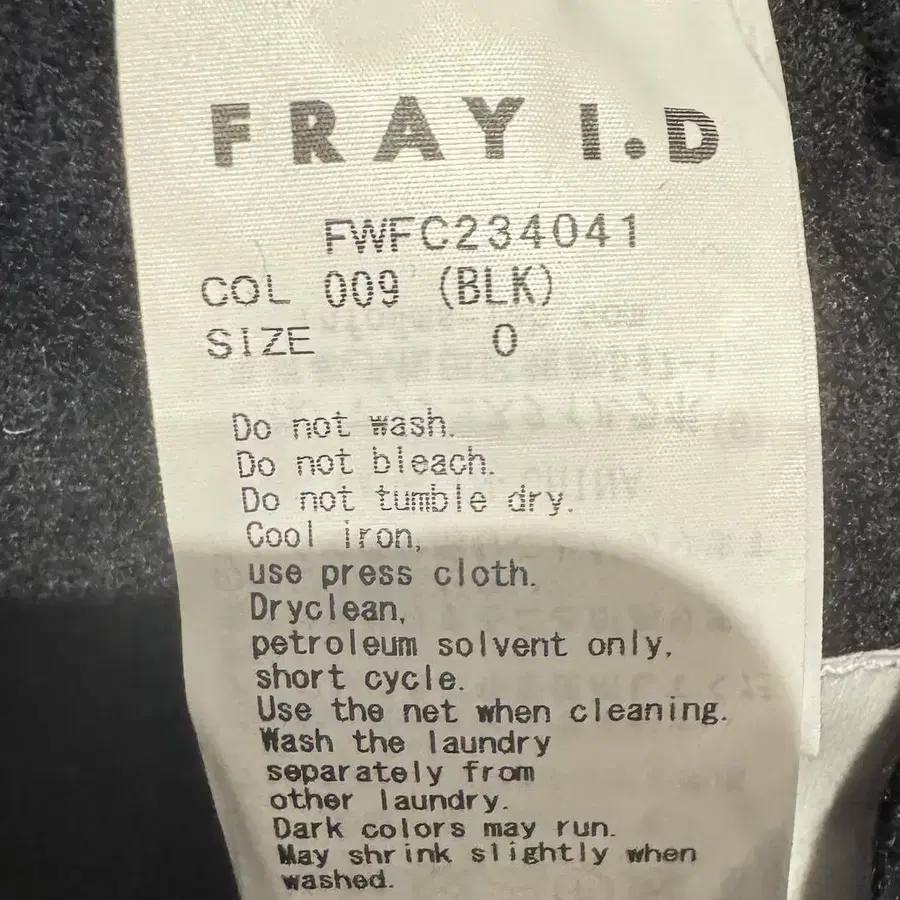 FRAY I.D
FWFC234041
COL 009 (BLK)
SIZE 0
Do not wash.
Do not bleach.
Do not tumble dry.
Cool iron,
use press cloth.
Dryclean,
petroleum solvent only,
short cycle.
Use the net when cleaning.
Wash the laundry
separately from
other laundry.
Dark colors may run.
May shrink slightly when
washed.